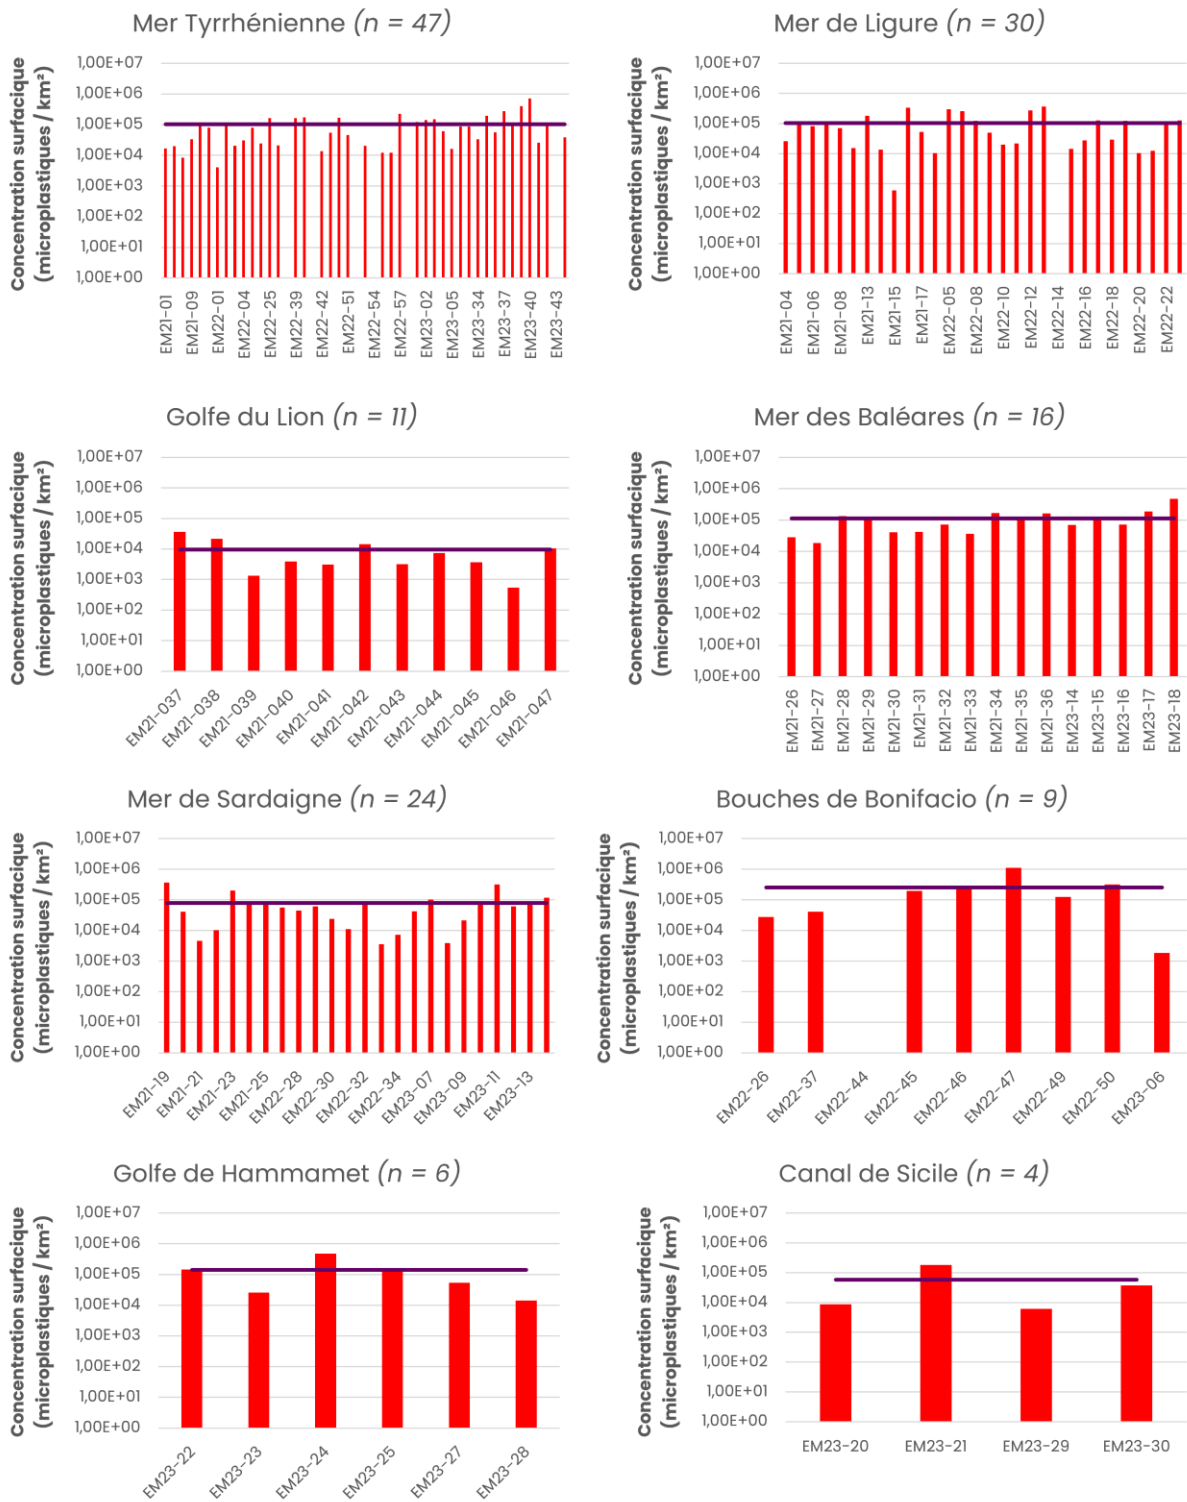 Mer Tyrrhénienne (n = 47)
Concentration surfacique
(microplastiques / km²)
1,00E+07
1,00E+06
1,00E+05
1,00E+04
1,00E+03
1,00E+02
1,00E+01
1,00E+00
EM21-01
EM21-09
EM22-01
EM22-04
EM22-25
EM22-39
EM22-42
EM22-51
EM22-54
EM22-57
EM23-02
EM23-05
EM23-34
EM23-37
EM23-40
EM23-43
Mer de Ligure (n = 30)
Concentration surfacique
(microplastiques / km²)
1,00E+07
1,00E+06
1,00E+05
1,00E+04
1,00E+03
1,00E+02
1,00E+01
1,00E+00
EM21-04
EM21-06
EM21-08
EM21-13
EM21-15
EM21-17
EM22-05
EM22-08
EM22-10
EM22-12
EM22-14
EM22-16
EM22-18
EM22-20
EM22-22
Golfe du Lion (n = 11)
Concentration surfacique
(microplastiques / km²)
1,00E+07
1,00E+06
1,00E+05
1,00E+04
1,00E+03
1,00E+02
1,00E+01
1,00E+00
EM21-037
EM21-038
EM21-039
EM21-040
EM21-041
EM21-042
EM21-043
EM21-044
EM21-045
EM21-046
EM21-047
Mer des Baléares (n = 16)
Concentration surfacique
(microplastiques / km²)
1,00E+07
1,00E+06
1,00E+05
1,00E+04
1,00E+03
1,00E+02
1,00E+01
1,00E+00
EM21-26
EM21-27
EM21-28
EM21-29
EM21-30
EM21-31
EM21-32
EM21-33
EM21-34
EM21-35
EM21-36
EM23-14
EM23-15
EM23-16
EM23-17
EM23-18
Mer de Sardaigne (n = 24)
Concentration surfacique
(microplastiques / km²)
1,00E+07
1,00E+06
1,00E+05
1,00E+04
1,00E+03
1,00E+02
1,00E+01
1,00E+00
EM21-19
EM21-21
EM21-23
EM21-25
EM22-28
EM22-30
EM22-32
EM22-34
EM23-07
EM23-09
EM23-11
EM23-13
Bouches de Bonifacio (n = 9)
Concentration surfacique
(microplastiques / km²)
1,00E+07
1,00E+06
1,00E+05
1,00E+04
1,00E+03
1,00E+02
1,00E+01
1,00E+00
EM22-26
EM22-37
EM22-44
EM22-45
EM22-46
EM22-47
EM22-49
EM22-50
EM23-06
Golfe de Hammamet (n = 6)
Concentration surfacique
(microplastiques / km²)
1,00E+07
1,00E+06
1,00E+05
1,00E+04
1,00E+03
1,00E+02
1,00E+01
1,00E+00
EM23-22
EM23-23
EM23-24
EM23-25
EM23-27
EM23-28
Canal de Sicile (n = 4)
Concentration surfacique
(microplastiques / km²)
1,00E+07
1,00E+06
1,00E+05
1,00E+04
1,00E+03
1,00E+02
1,00E+01
1,00E+00
EM23-20
EM23-21
EM23-29
EM23-30